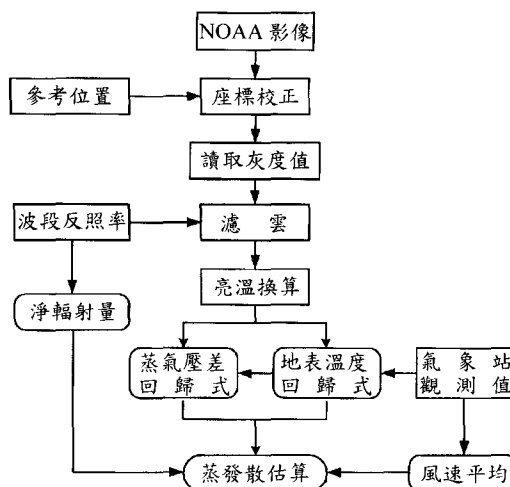 NOAA 影像
參考位置
座標校正
讀取灰度值
波段反照率
濾 雲
亮溫換算
淨輻射量
蒸氣壓差
回歸 式
地表溫度
回歸 式
氣 象 站
觀 測 值
蒸發散估算
風速平均